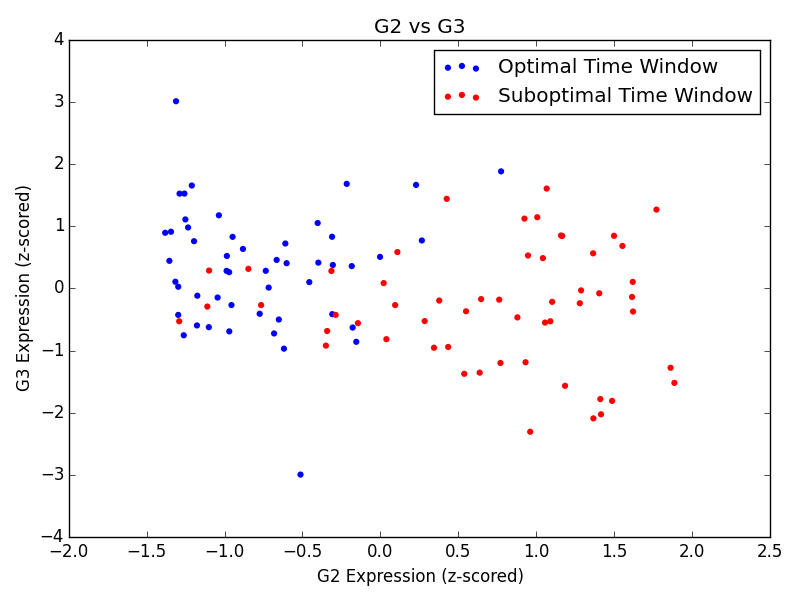 G2 vs G3
Optimal Time Window
Suboptimal Time Window
4
3
2
1
0
−1
−2
−3
−4
G3 Expression (z-scored)
−2.0 −1.5 −1.0 −0.5 0.0 0.5 1.0 1.5 2.0 2.5
G2 Expression (z-scored)